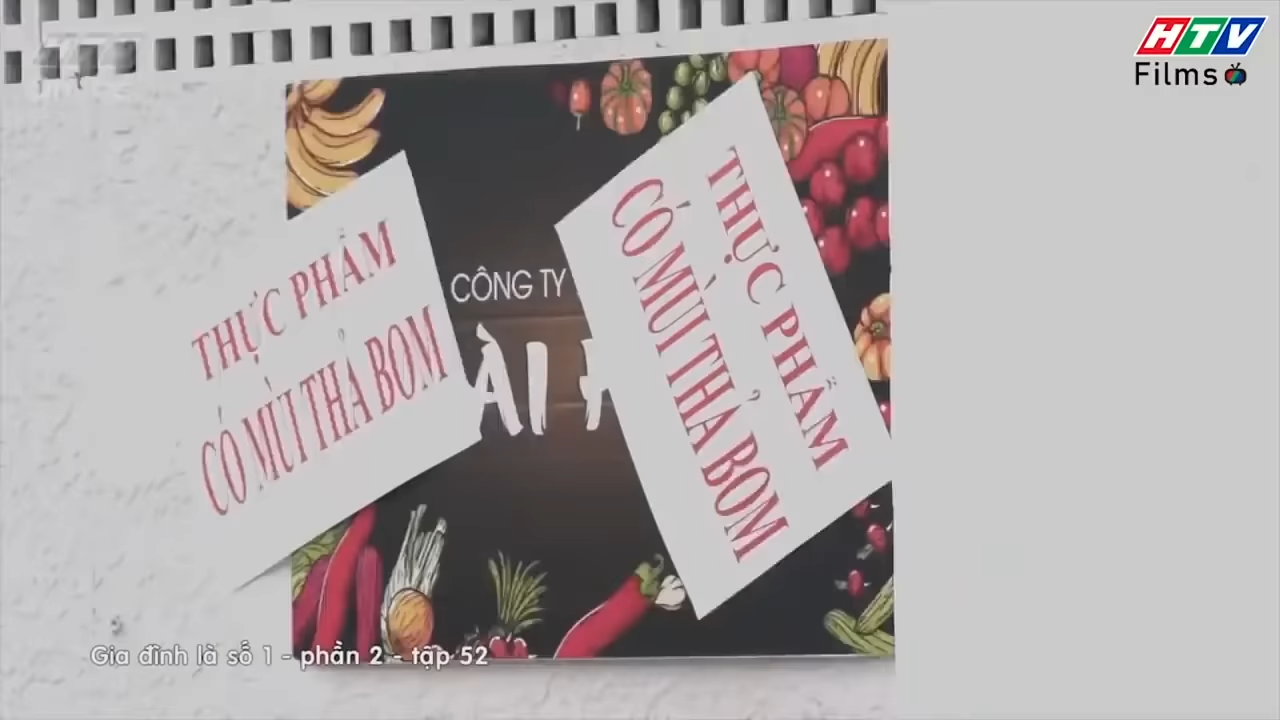 HTV
Films
THỰC PHẨM
CÓ MÙI THẢ BOM
CÔNG TY
ÀI
THỰC PHẨM
CÓ MÙI THẢ BOM
Gia đình là số 1 - phần 2 - tập 52